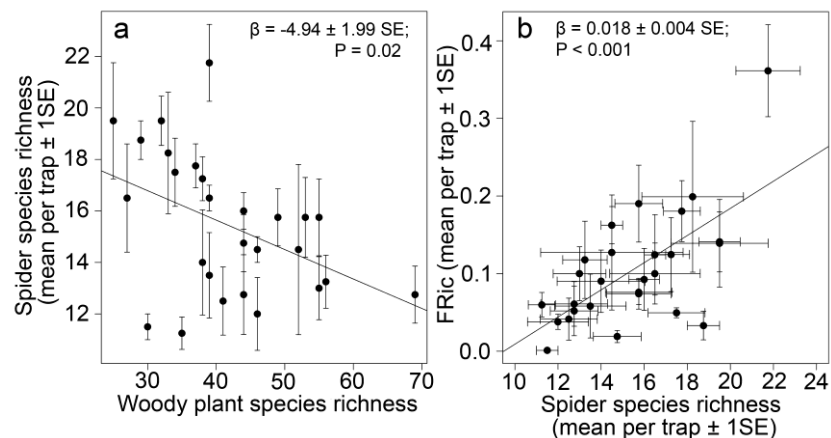 a
β = -4.94 ± 1.99 SE;
P = 0.02
Spider species richness
(mean per trap ± 1SE)
22
20
18
16
14
12
30
40
50
60
70
Woody plant species richness
b
β = 0.018 ± 0.004 SE;
P < 0.001
FRic (mean per trap ± 1SE)
0.4
0.3
0.2
0.1
0.0
10
12
14
16
18
20
22
24
Spider species richness
(mean per trap ± 1SE)